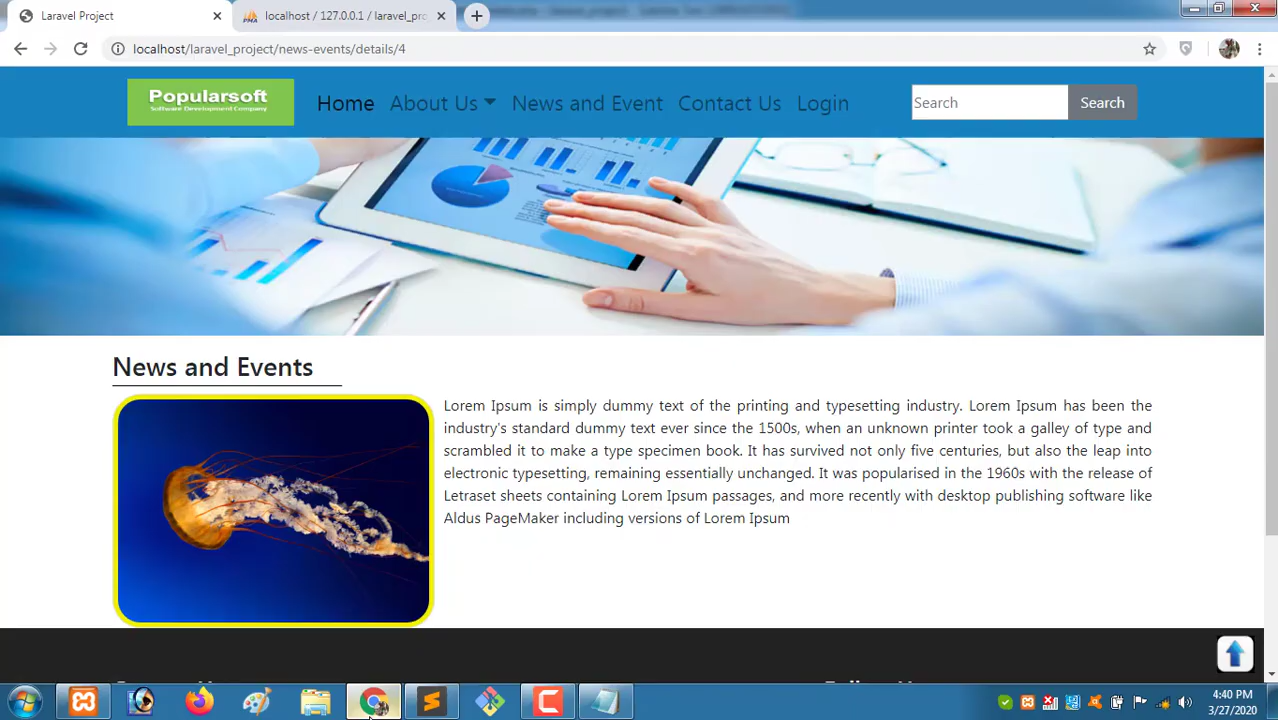 Laravel Project
localhost / 127.0.0.1 / laravel_pro
localhost/laravel_project/news-events/details/4
Popularsoft
Software Development Company
Home About Us News and Event Contact Us Login Search Search
News and Events
Lorem Ipsum is simply dummy text of the printing and typesetting industry. Lorem Ipsum has been the
industry's standard dummy text ever since the 1500s, when an unknown printer took a galley of type and
scrambled it to make a type specimen book. It has survived not only five centuries, but also the leap into
electronic typesetting, remaining essentially unchanged. It was popularised in the 1960s with the release of
Letraset sheets containing Lorem Ipsum passages, and more recently with desktop publishing software like
Aldus PageMaker including versions of Lorem Ipsum
4:40 PM
3/27/2020